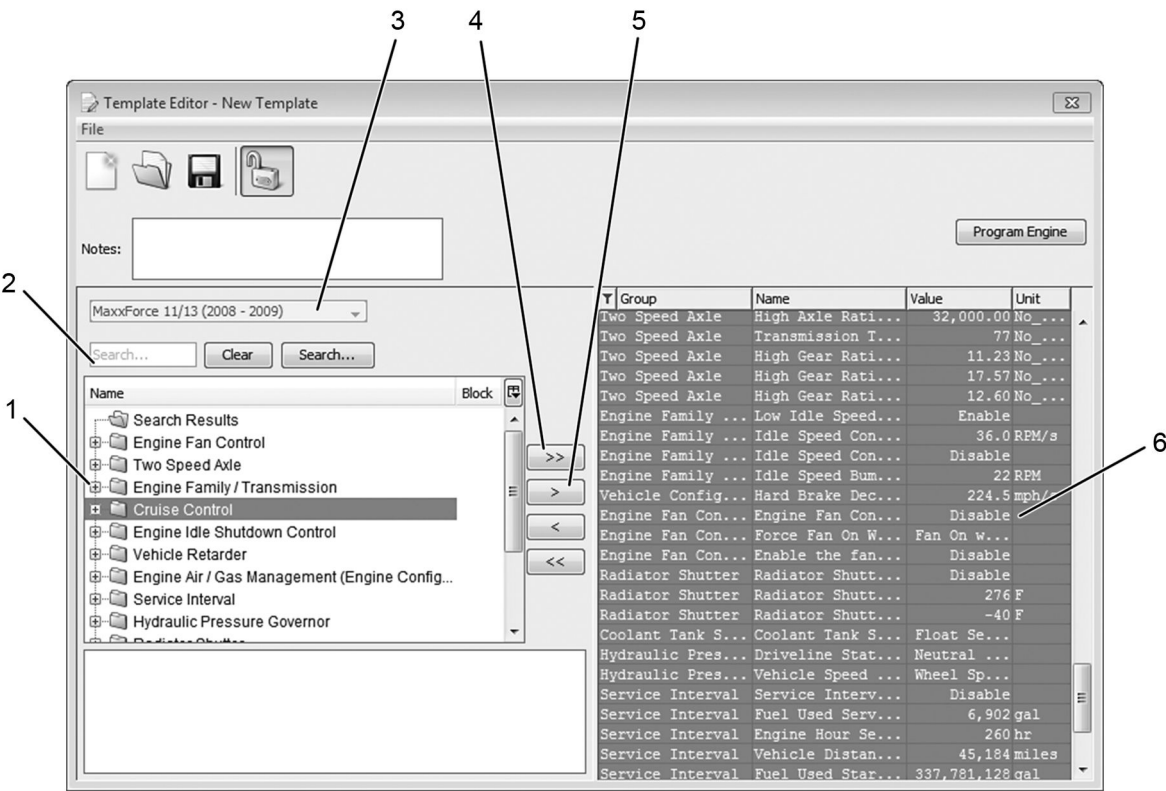 3 4 5
Template Editor - New Template
File
Notes:
Program Engine
2
MaxxForce 11/13 (2008 - 2009)
Search... Clear Search...
Name Block
1
Search Results
Engine Fan Control
Two Speed Axle
Engine Family / Transmission
Cruise Control
Engine Idle Shutdown Control
Vehicle Retarder
Engine Air / Gas Management (Engine Config...
Service Interval
Hydraulic Pressure Governor
Radiator Shutter
>>
>
<
<<
Group Name Value Unit
Two Speed Axle High Axle Rati... 32,000.00 No_...
Two Speed Axle Transmission T... 77 No_...
Two Speed Axle High Gear Rati... 11.23 No_...
Two Speed Axle High Gear Rati... 17.57 No_...
Two Speed Axle High Gear Rati... 12.60 No_...
Engine Family ... Low Idle Speed... Enable
Engine Family ... Idle Speed Con... 36.0 RPM/s
Engine Family ... Idle Speed Con... Disable
Engine Family ... Idle Speed Bum... 22 RPM
Vehicle Config... Hard Brake Dec... 224.5 mph/
Engine Fan Con... Engine Fan Con... Disable
Engine Fan Con... Force Fan On W... Fan On w...
Engine Fan Con... Enable the fan... Disable
Radiator Shutter Radiator Shutt... Disable
Radiator Shutter Radiator Shutt... 276 F
Radiator Shutter Radiator Shutt... -40 F
Coolant Tank S... Coolant Tank S... Float Se...
Hydraulic Pres... Driveline Stat... Neutral ...
Hydraulic Pres... Vehicle Speed ... Wheel Sp...
Service Interval Service Interv... Disable
Service Interval Fuel Used Serv... 6,902 gal
Service Interval Engine Hour Se... 260 hr
Service Interval Vehicle Distan... 45,184 miles
Service Interval Fuel Used Star... 337,781,128 gal
6